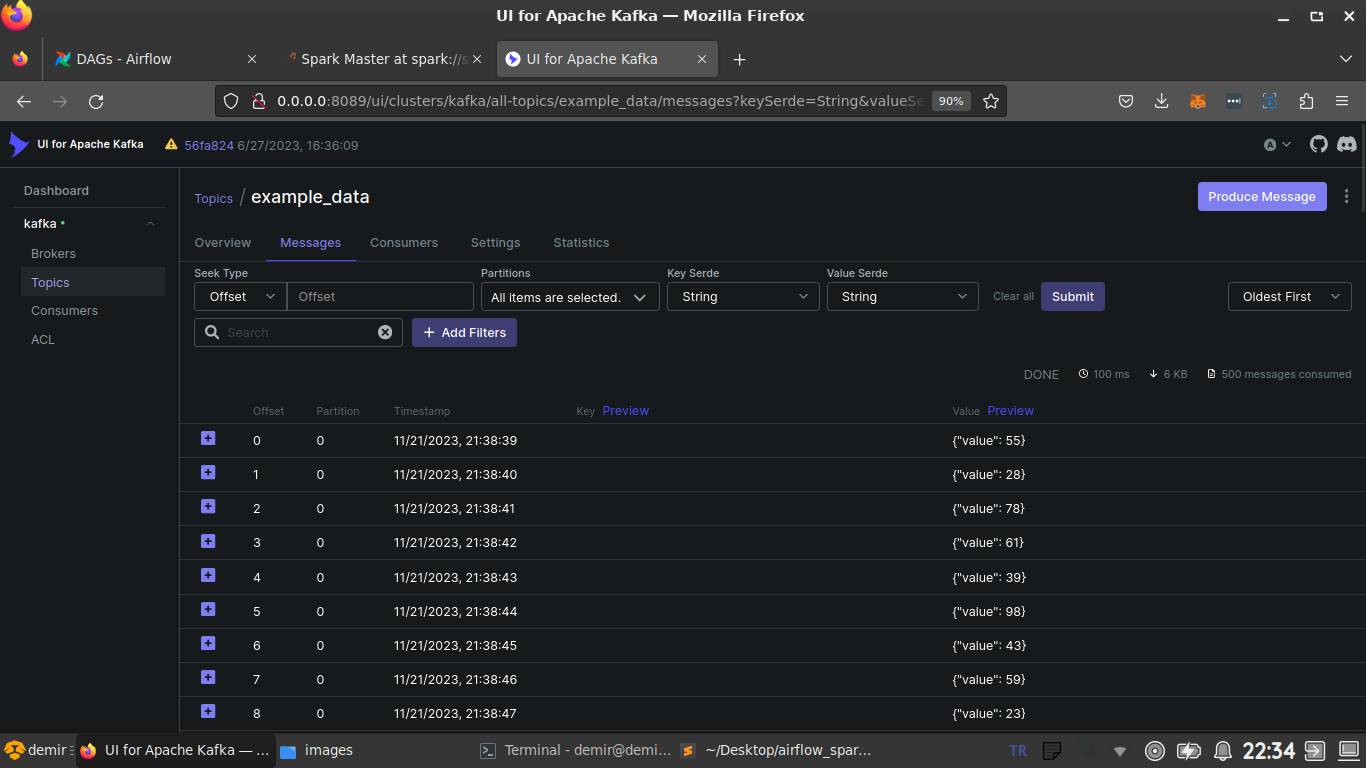 UI for Apache Kafka — Mozilla Firefox
DAGs - Airflow
Spark Master at spark://s
UI for Apache Kafka
0.0.0.0:8089/ui/clusters/kafka/all-topics/example_data/messages?keySerde=String&valueSe
90%
UI for Apache Kafka
56fa824 6/27/2023, 16:36:09
A
Dashboard
kafka
Brokers
Topics
Consumers
ACL
Topics / example_data
Produce Message
Overview Messages Consumers Settings Statistics
Seek Type Partitions Key Serde Value Serde
Offset Offset All items are selected. String String Clear all Submit Oldest First
Search Add Filters
DONE 100 ms 6 KB 500 messages consumed
Offset Partition Timestamp Key Preview Value Preview
0 0 11/21/2023, 21:38:39 {"value": 55}
1 0 11/21/2023, 21:38:40 {"value": 28}
2 0 11/21/2023, 21:38:41 {"value": 78}
3 0 11/21/2023, 21:38:42 {"value": 61}
4 0 11/21/2023, 21:38:43 {"value": 39}
5 0 11/21/2023, 21:38:44 {"value": 98}
6 0 11/21/2023, 21:38:45 {"value": 43}
7 0 11/21/2023, 21:38:46 {"value": 59}
8 0 11/21/2023, 21:38:47 {"value": 23}
demir UI for Apache Kafka — ... images Terminal - demir@demi... ~/Desktop/airflow_spar... TR 22:34